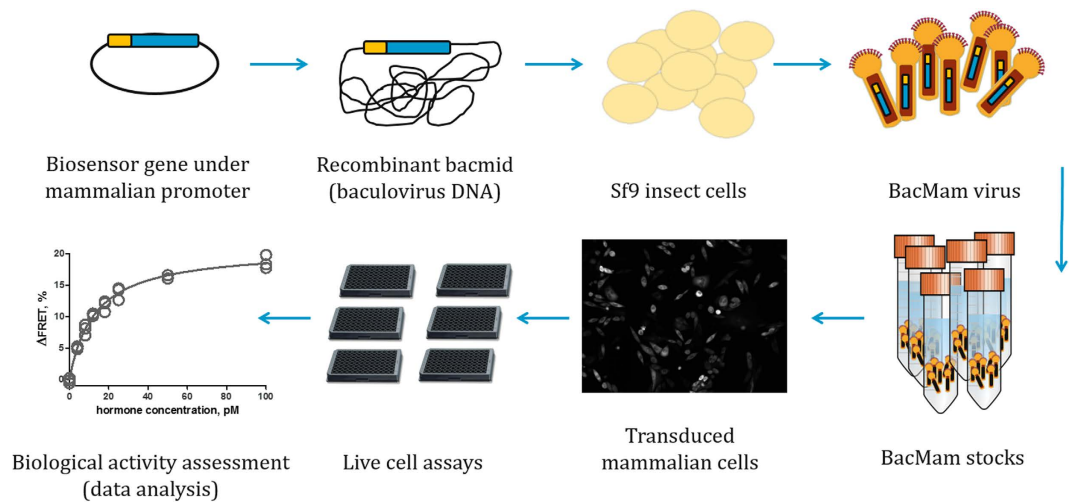 Biosensor gene under
mammalian promoter
Recombinant bacmid
(baculovirus DNA)
Sf9 insect cells
BacMam virus
ΔFRET, %
20
15
10
5
0
0
20
40
60
80
100
hormone concentration, pM
Biological activity assessment
(data analysis)
Live cell assays
Transduced
mammalian cells
BacMam stocks